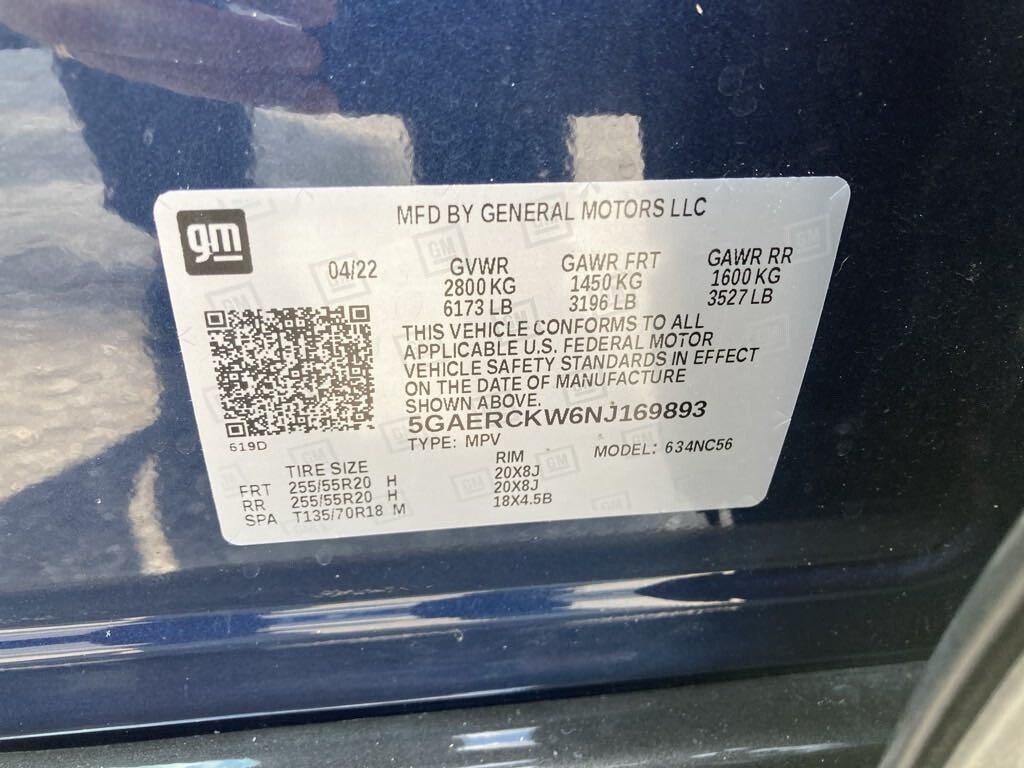 gm
MFD BY GENERAL MOTORS LLC
04/22 GVWR GAWR FRT GAWR RR
2800 KG 1450 KG 1600 KG
6173 LB 3196 LB 3527 LB
THIS VEHICLE CONFORMS TO ALL
APPLICABLE U.S. FEDERAL MOTOR
VEHICLE SAFETY STANDARDS IN EFFECT
ON THE DATE OF MANUFACTURE
SHOWN ABOVE.
5GAERCKW6NJ169893
619D TYPE: MPV MODEL: 634NC56
TIRE SIZE RIM
FRT 255/55R20 H 20X8J
RR 255/55R20 H 20X8J
SPA T135/70R18 M 18X4.5B